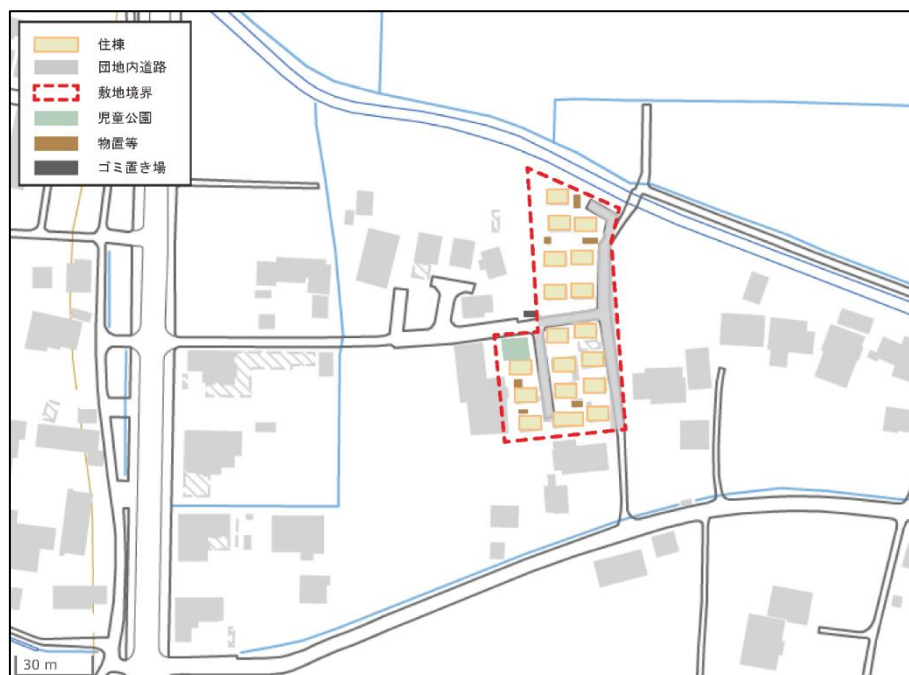 住棟
団地内道路
敷地境界
児童公園
物置等
ゴミ置き場
30 m